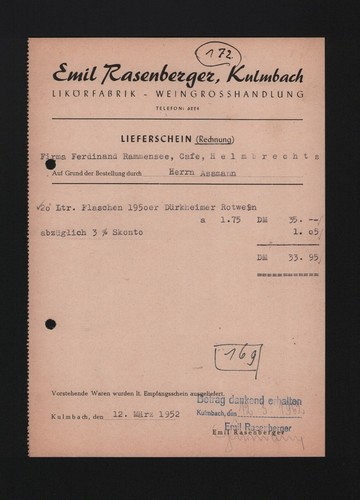 172
Emil Rasenberger, Kulmbach
LIKÖRFABRIK - WEINGROSSHANDLUNG
TELEFON:
LIEFERSCHEIN (Rechnung)
Firma Ferdinand Rammensee, Cafe, Helmbrechts
Auf Grund der Bestellung durch Herrn Assmann
20 Ltr. Flaschen 1950er Dürkheimer Rotwein
a 1.75 DM 35.--
abzüglich 3 % Skonto 1.05
DM 33.95
169
Vorstehende Waren wurden lt. Empfangsschein ausgeliefert.
Betrag dankend erhalten
Kulmbach, den 12. März 1952
Kulmbach, den
Emil Rasenberger
Emil Rasenberger